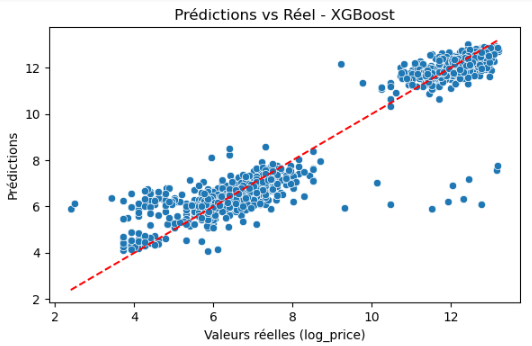 Prédictions vs Réel - XGBoost
Prédictions
12
10
8
6
4
2
2 4 6 8 10 12
Valeurs réelles (log_price)